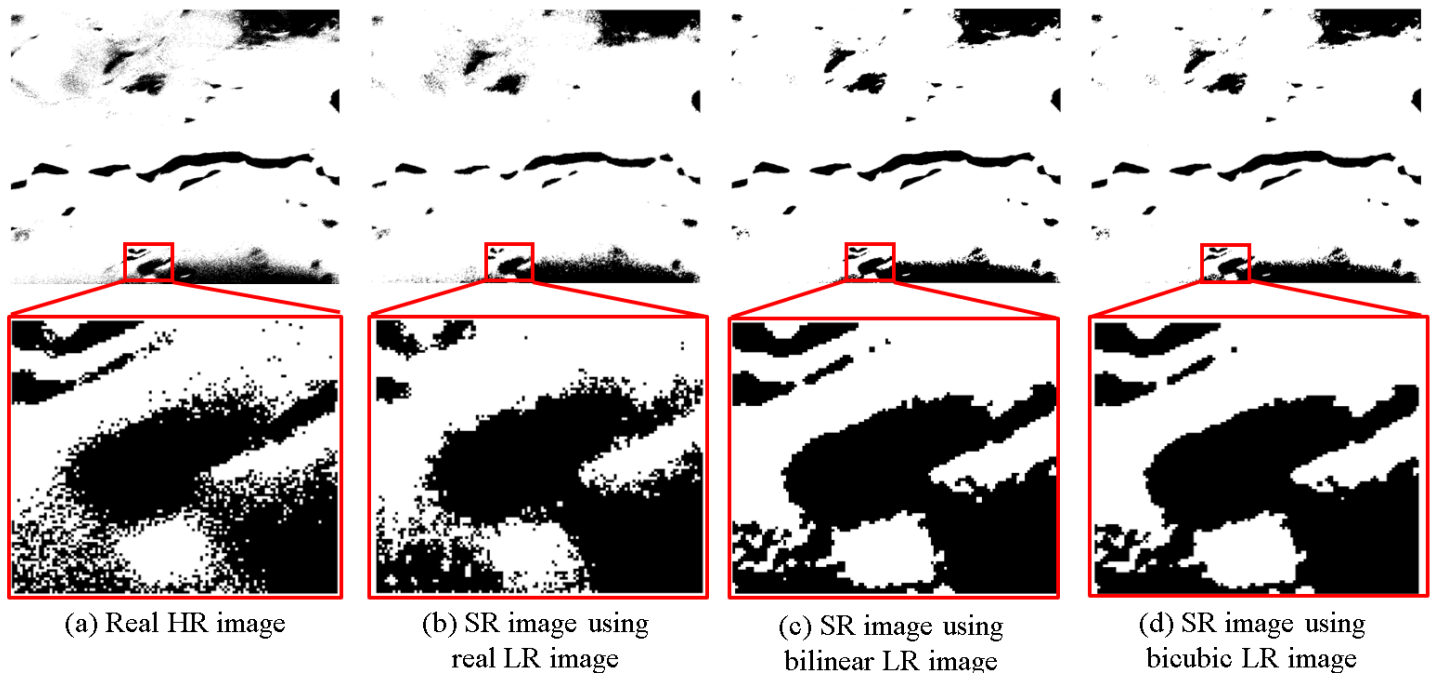 (a) Real HR image
(b) SR image using
real LR image
(c) SR image using
bilinear LR image
(d) SR image using
bicubic LR image